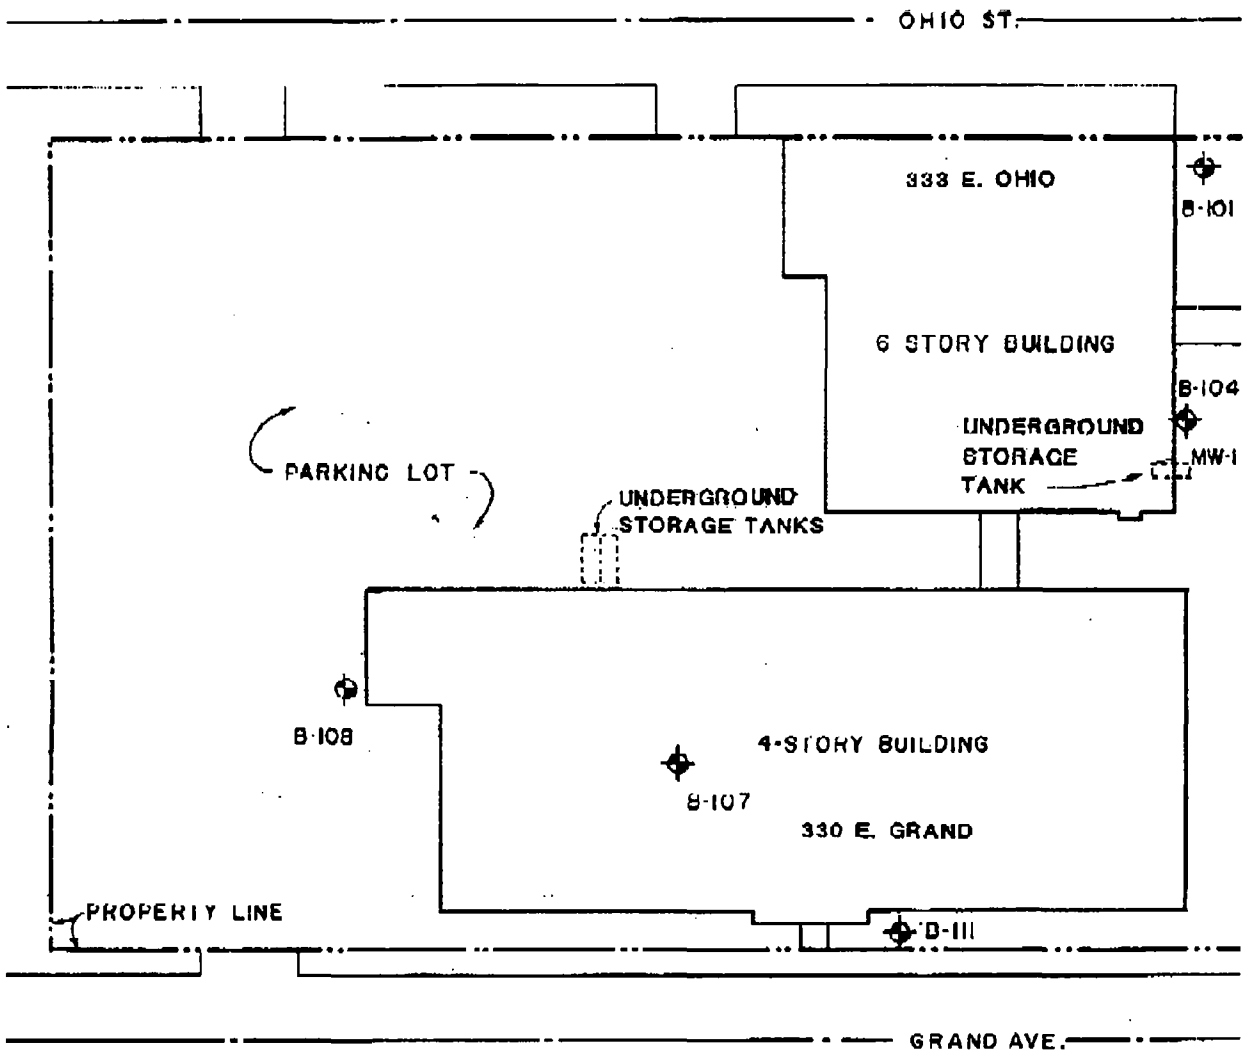 OHIO ST.
333 E. OHIO
B-101
6 STORY BUILDING
B-104
UNDERGROUND
STORAGE
TANK
MW-1
PARKING LOT
UNDERGROUND
STORAGE TANKS
B-108
4-STORY BUILDING
B-107
330 E. GRAND
PROPERTY LINE
B-111
GRAND AVE.